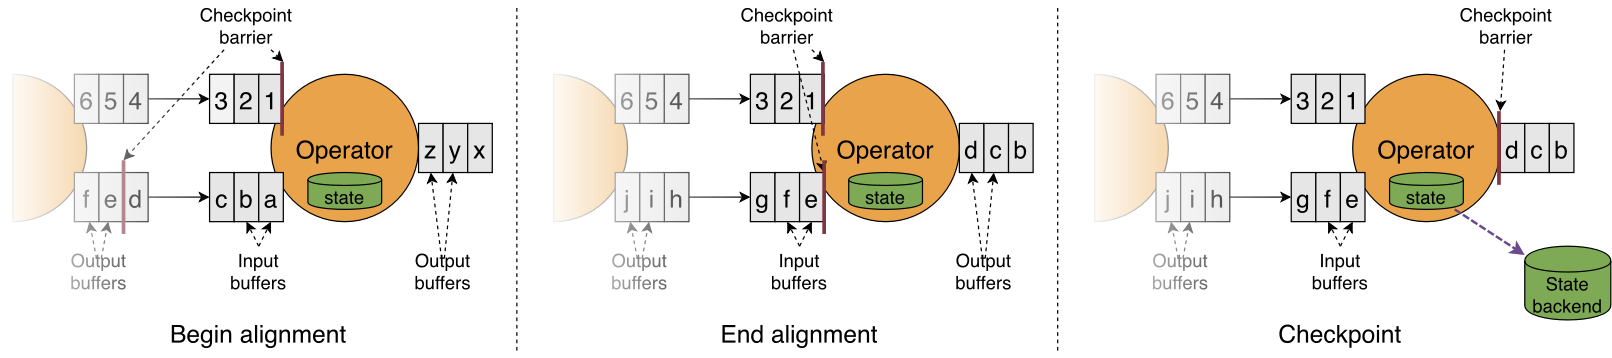 Checkpoint
barrier
6 5 4
3 2 1
Operator
z y x
f e d
c b a
state
Output
buffers
Input
buffers
Output
buffers
Begin alignment
Checkpoint
barrier
6 5 4
3 2 1
Operator
d c b
j i h
g f e
state
Output
buffers
Input
buffers
Output
buffers
End alignment
Checkpoint
barrier
6 5 4
3 2 1
Operator
d c b
j i h
g f e
state
Output
buffers
Input
buffers
State
backend
Checkpoint